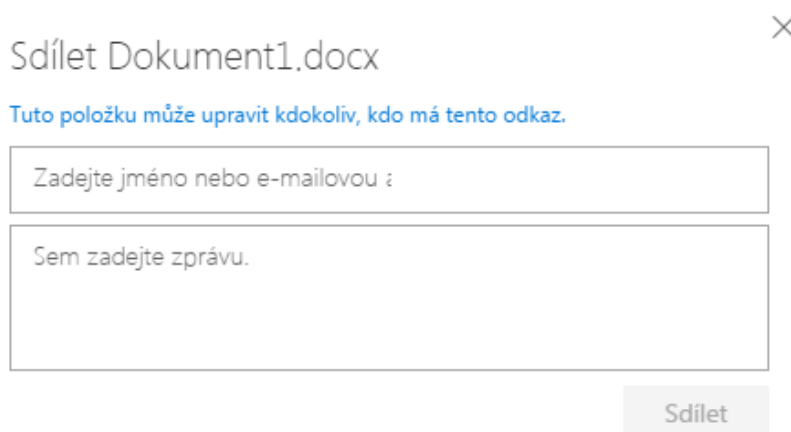 Sdílet Dokument1.docx
Tuto položku může upravit kdokoliv, kdo má tento odkaz.
Zadejte jméno nebo e-mailovou a
Sem zadejte zprávu.
Sdílet